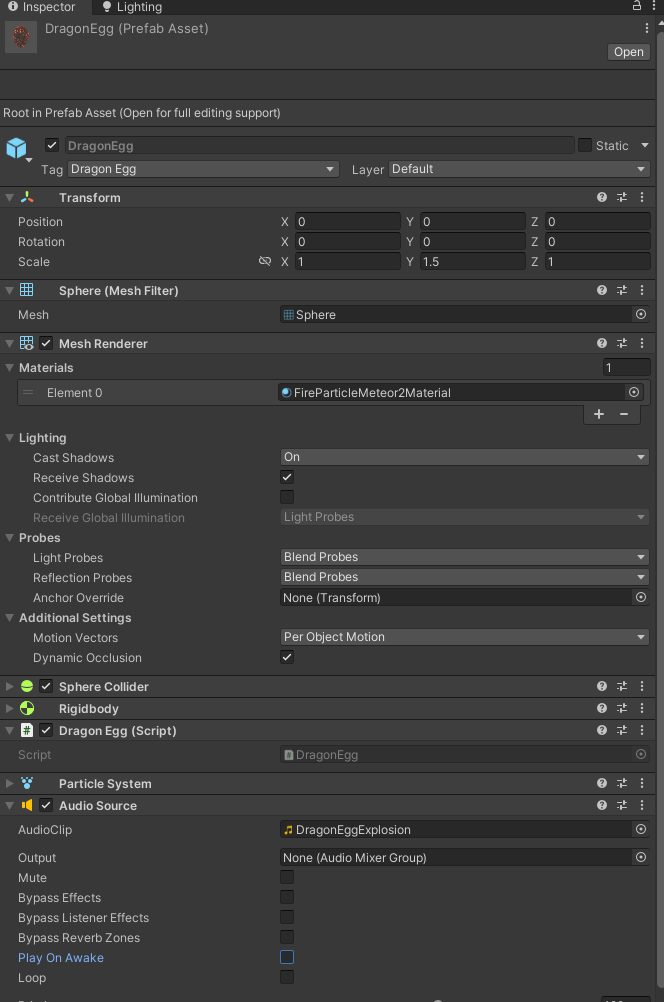 Inspector Lighting
DragonEgg (Prefab Asset)
Open
Root in Prefab Asset (Open for full editing support)
DragonEgg Static
Tag Dragon Egg Layer Default
Transform
Position X 0 Y 0 Z 0
Rotation X 0 Y 0 Z 0
Scale X 1 Y 1.5 Z 1
Sphere (Mesh Filter)
Mesh Sphere
Mesh Renderer
Materials 1
Element 0 FireParticleMeteor2Material
Lighting
Cast Shadows On
Receive Shadows
Contribute Global Illumination
Receive Global Illumination Light Probes
Probes
Light Probes Blend Probes
Reflection Probes Blend Probes
Anchor Override None (Transform)
Additional Settings
Motion Vectors Per Object Motion
Dynamic Occlusion
Sphere Collider
Rigidbody
Dragon Egg (Script)
Script DragonEgg
Particle System
Audio Source
AudioClip DragonEggExplosion
Output None (Audio Mixer Group)
Mute
Bypass Effects
Bypass Listener Effects
Bypass Reverb Zones
Play On Awake
Loop